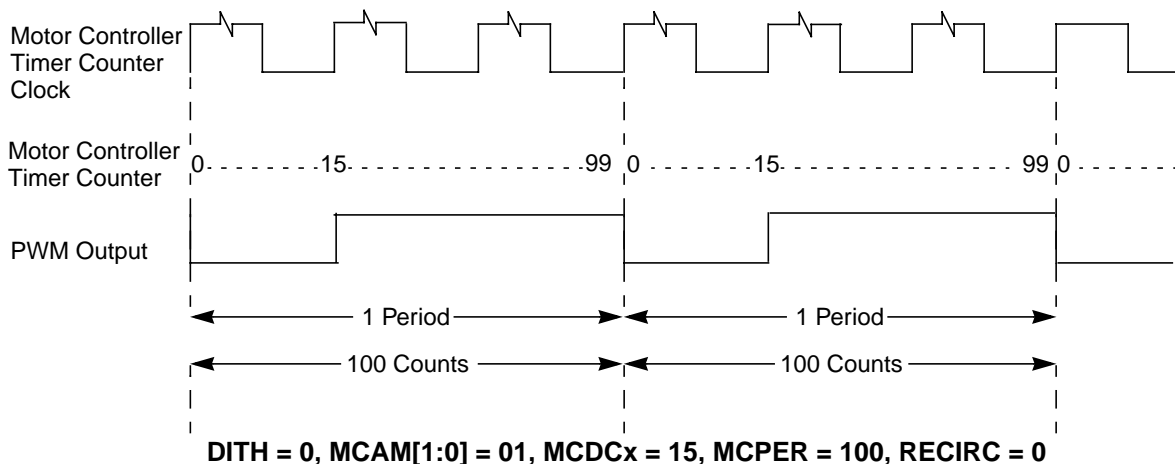 Motor Controller
Timer Counter
Clock
Motor Controller
Timer Counter
0 15 99 0 15 99 0
PWM Output
1 Period 1 Period
100 Counts 100 Counts
DITH = 0, MCAM[1:0] = 01, MCDCx = 15, MCPER = 100, RECIRC = 0